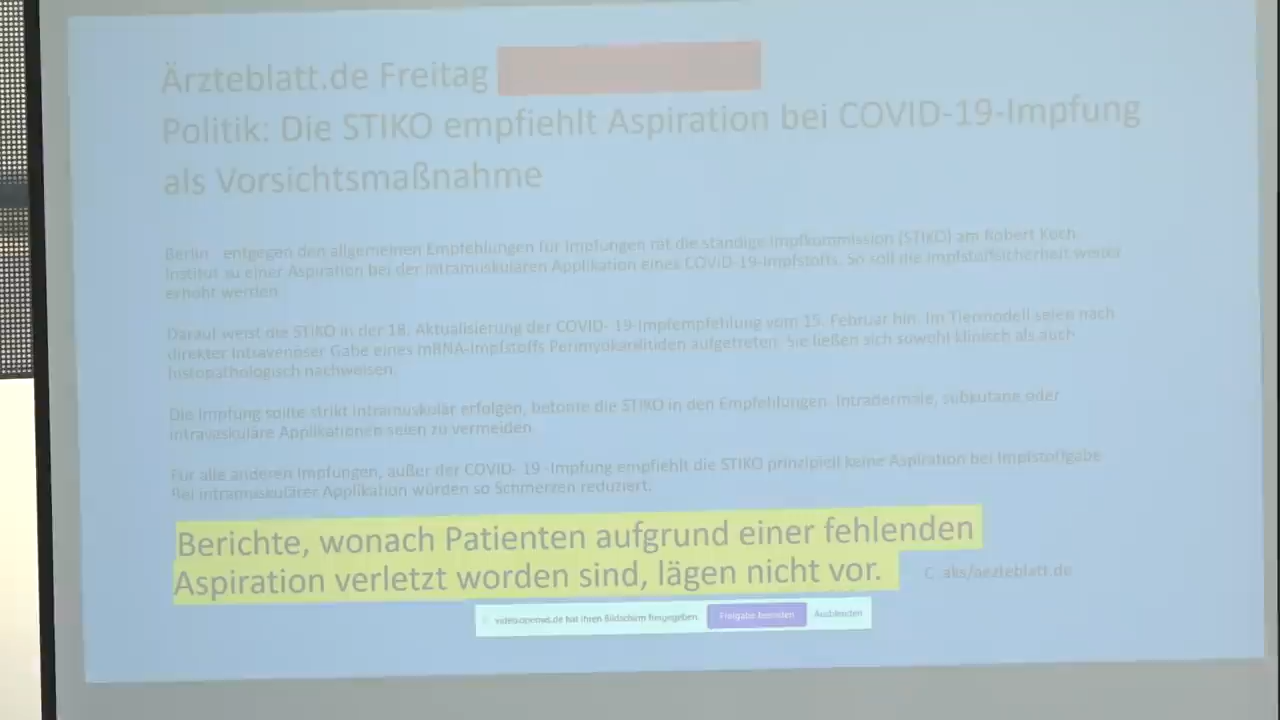 Ärzteblatt.de Freitag
Politik: Die STIKO empfiehlt Aspiration bei COVID-19-Impfung
als Vorsichtsmaßnahme
Berlin entgegen den allgemeinen Empfehlungen für Impfungen rät die ständige Impfkommission (STIKO) am Robert Koch
Institut zu einer Aspiration bei der intramuskulären Applikation eines COVID-19-Impfstoffs. So soll die Impfstoffsicherheit weiter
erhöht werden
Darauf weist die STIKO in der 18. Aktualisierung der COVID- 19-Impfempfehlung vom 15. Februar hin. Im Tiermodell seien nach
direkter intravenöser Gabe eines mRNA-Impfstoffs Perimyokarditiden aufgetreten. Sie ließen sich sowohl klinisch als auch
histopathologisch nachweisen.
Die Impfung sollte strikt intramuskulär erfolgen, betonte die STIKO in den Empfehlungen. Intradermale, subkutane oder
intravaskuläre Applikationen seien zu vermeiden.
Für alle anderen Impfungen, außer der COVID- 19 -Impfung empfiehlt die STIKO prinzipiell keine Aspiration bei Impfstoffgabe
Bei intramuskulärer Applikation würden so Schmerzen reduziert.
Berichte, wonach Patienten aufgrund einer fehlenden
Aspiration verletzt worden sind, lägen nicht vor.
C aks/aerzteblatt.de
hat Ihren Bildschirm freigegeben. Freigabe beenden Ausblenden